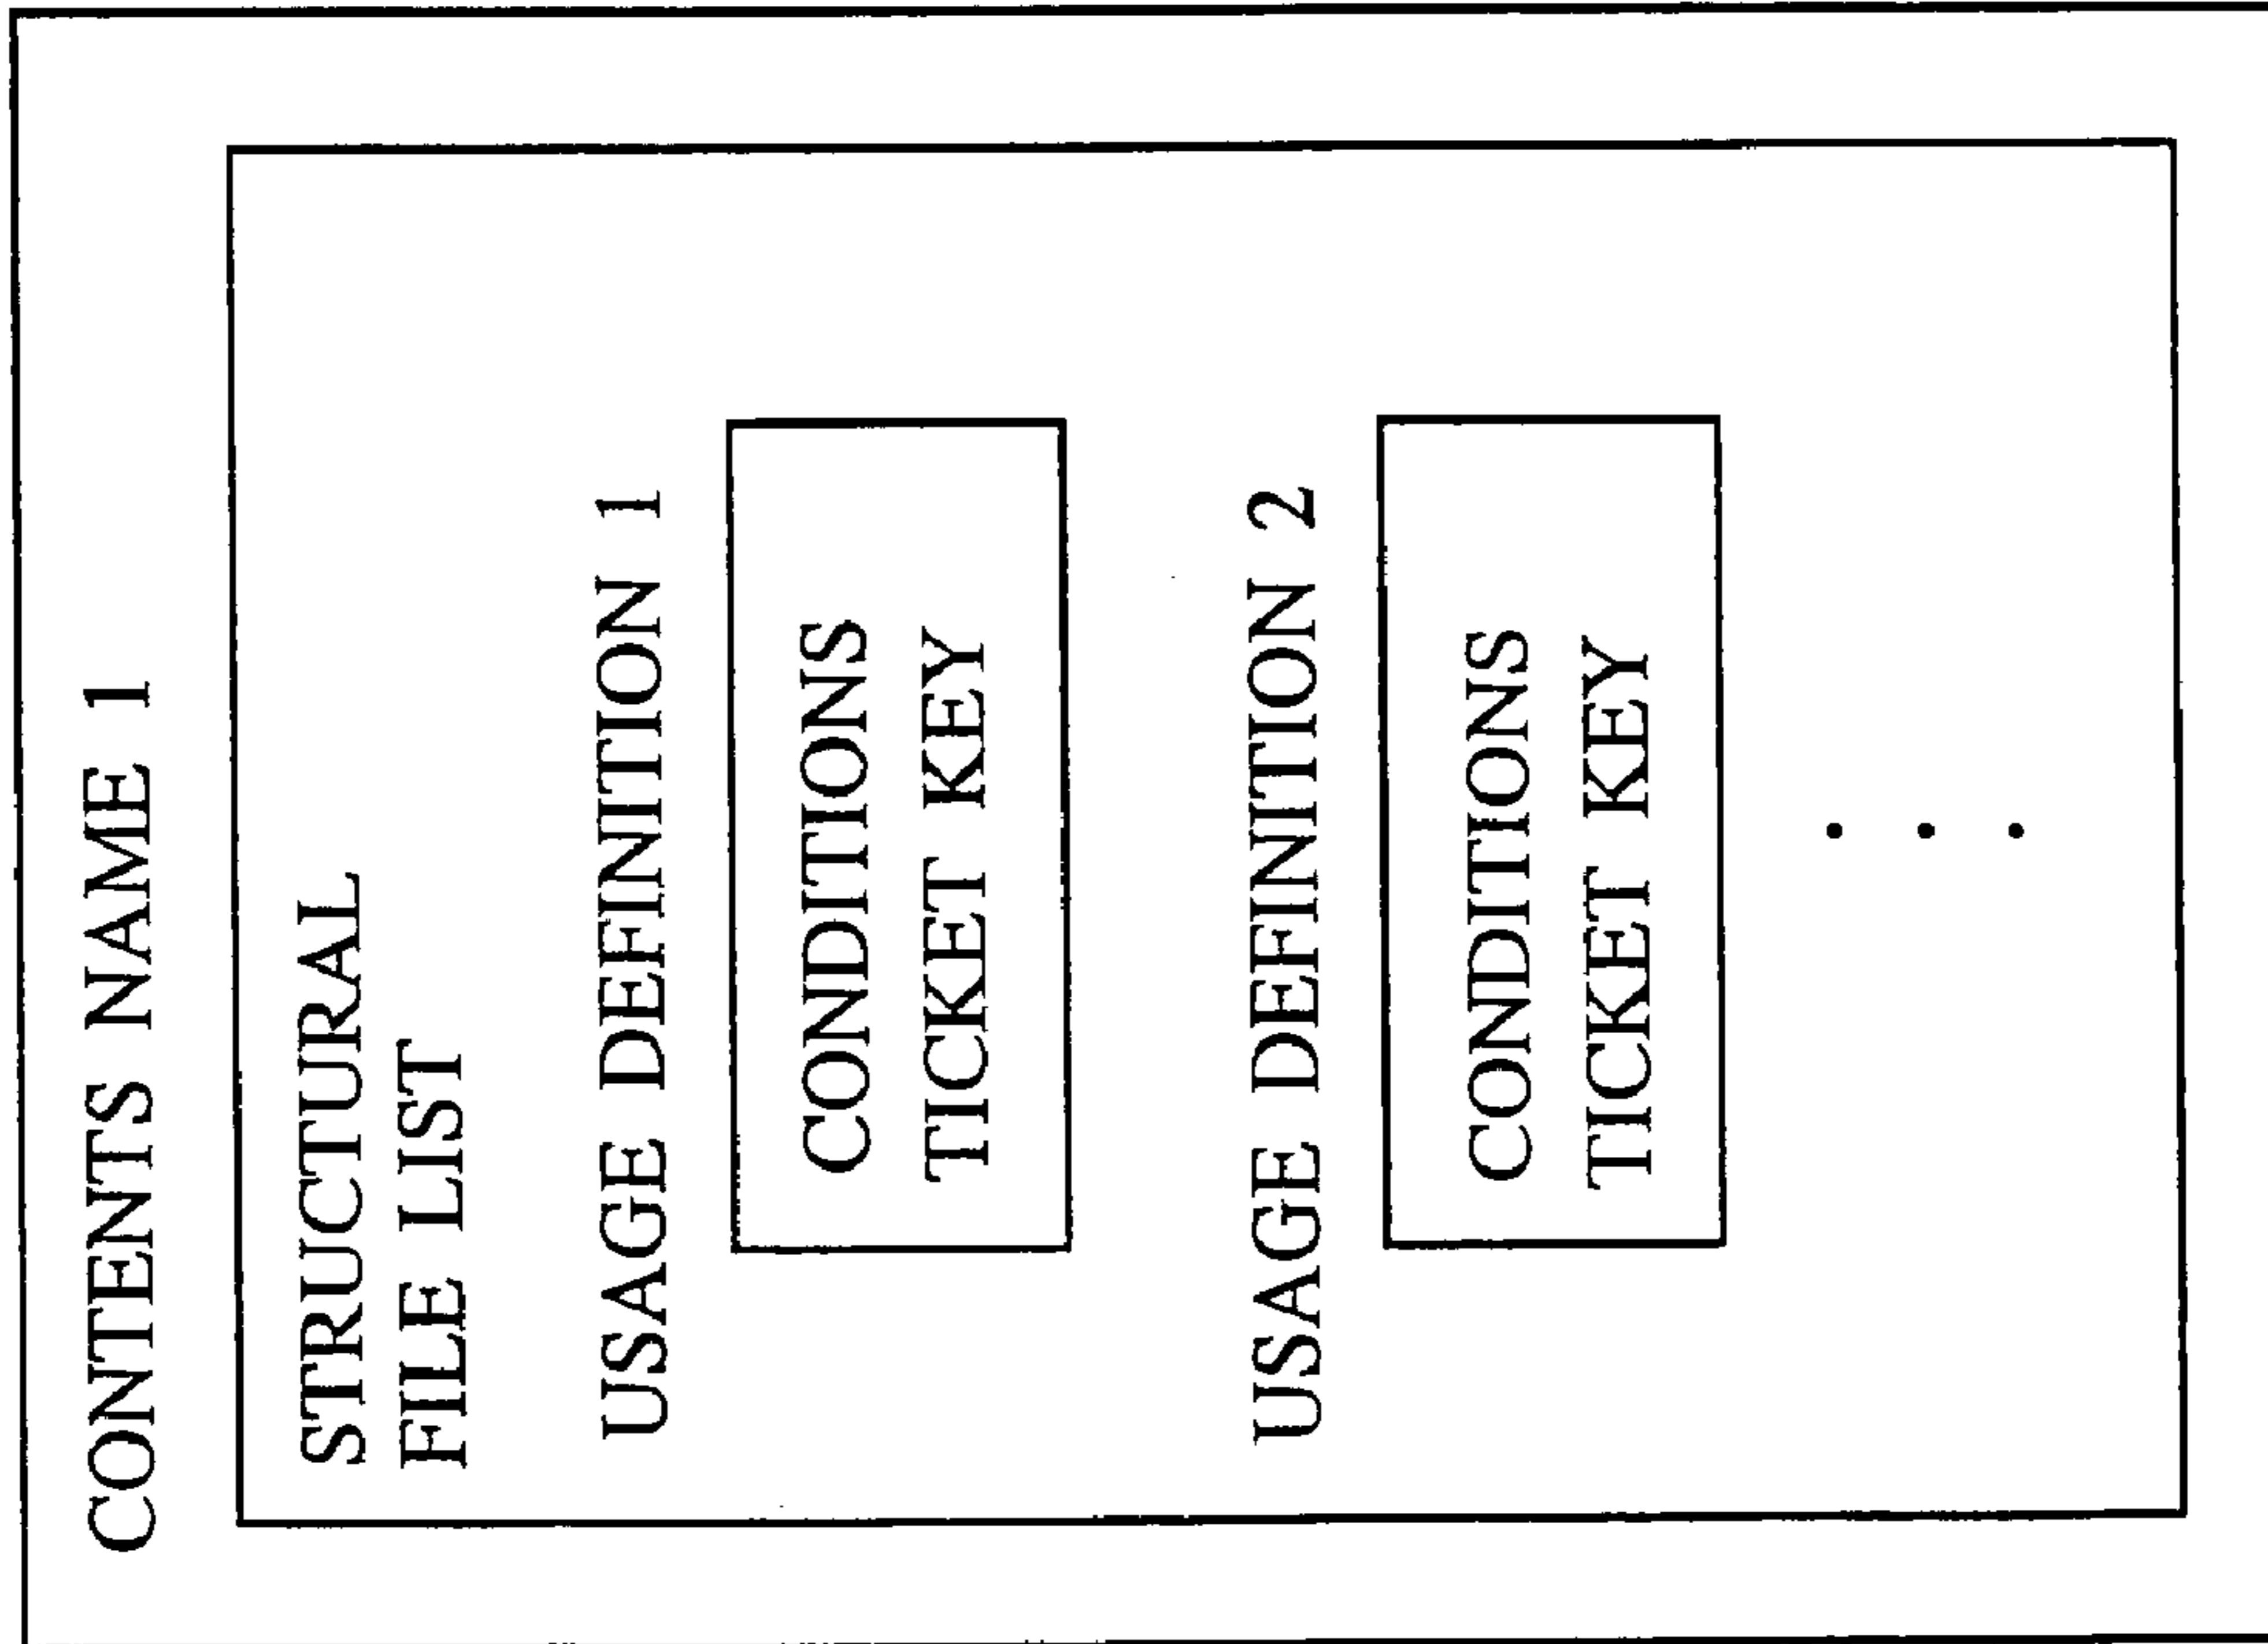 CONTENTS NAME 1
STRUCTURAL
FILE LIST
USAGE DEFINITION 1
CONDITIONS
TICKET KEY
USAGE DEFINITION 2
CONDITIONS
TICKET KEY